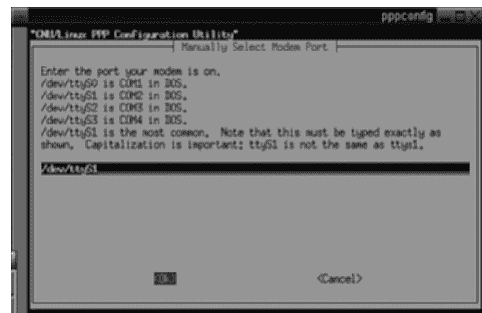 pppconfig
"GNU/Linux PPP Configuration Utility"
Manually Select Modem Port
Enter the port your modem is on.
/dev/ttyS0 is COM1 in DOS.
/dev/ttyS1 is COM2 in DOS.
/dev/ttyS2 is COM3 in DOS.
/dev/ttyS3 is COM4 in DOS.
/dev/ttyS1 is the most common.  Note that this must be typed exactly as
shown.  Capitalization is important: ttyS1 is not the same as ttys1.
/dev/ttyS1
<Ok> <Cancel>